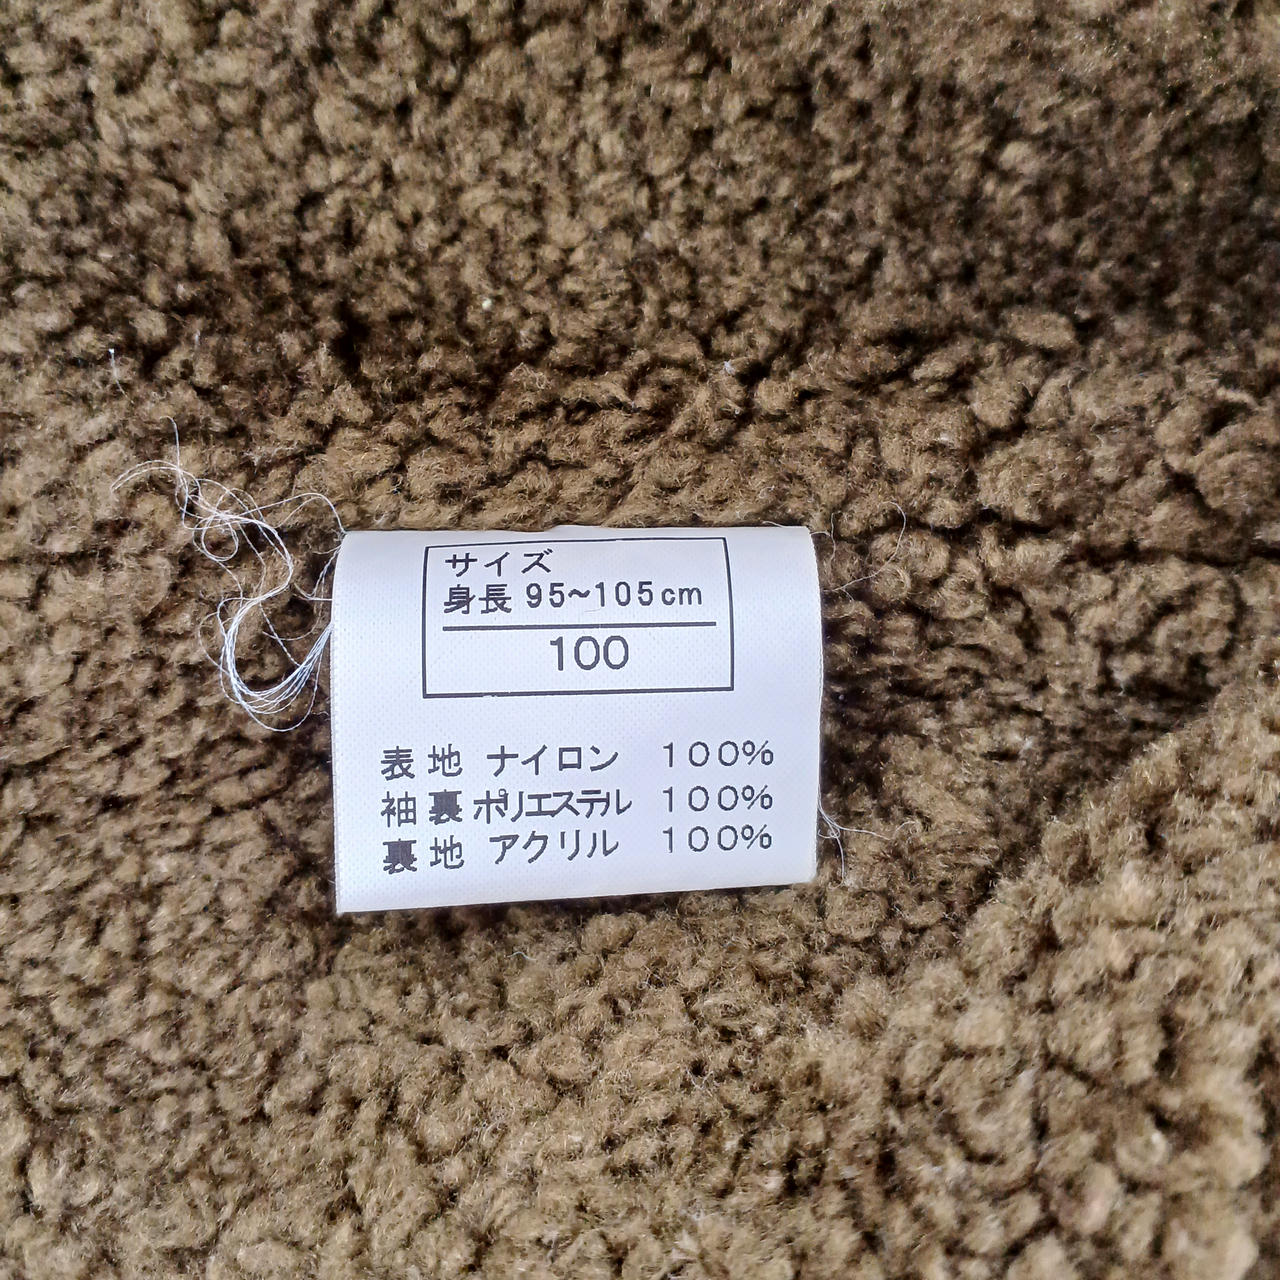 サイズ
身長 95~105cm
100
表地 ナイロン 100%
袖裏 ポリエステル 100%
裏地 アクリル 100%